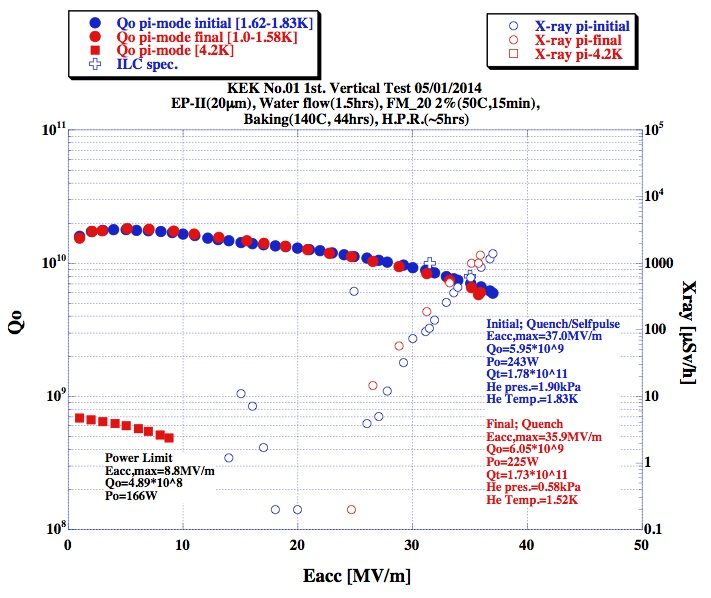 Qo pi-mode initial [1.62-1.83K]
Qo pi-mode final [1.0-1.58K]
Qo pi-mode [4.2K]
ILC spec.
X-ray pi-initial
X-ray pi-final
X-ray pi-4.2K
KEK No.01 1st. Vertical Test 05/01/2014
EP-II(20μm), Water flow(1.5hrs), FM_20 2%(50C,15min),
Baking(140C, 44hrs), H.P.R.(~5hrs)
10^11
10^10
10^9
10^8
Qo
10^5
10^4
1000
100
10
1
0.1
Xray [μSv/h]
Initial; Quench/Selfpulse
Eacc,max=37.0MV/m
Qo=5.95*10^9
Po=243W
Qt=1.78*10^11
He pres.=1.90kPa
He Temp.=1.83K
Final; Quench
Eacc,max=35.9MV/m
Qo=6.05*10^9
Po=225W
Qt=1.73*10^11
He pres.=0.58kPa
He Temp.=1.52K
Power Limit
Eacc,max=8.8MV/m
Qo=4.89*10^8
Po=166W
0 10 20 30 40 50
Eacc [MV/m]